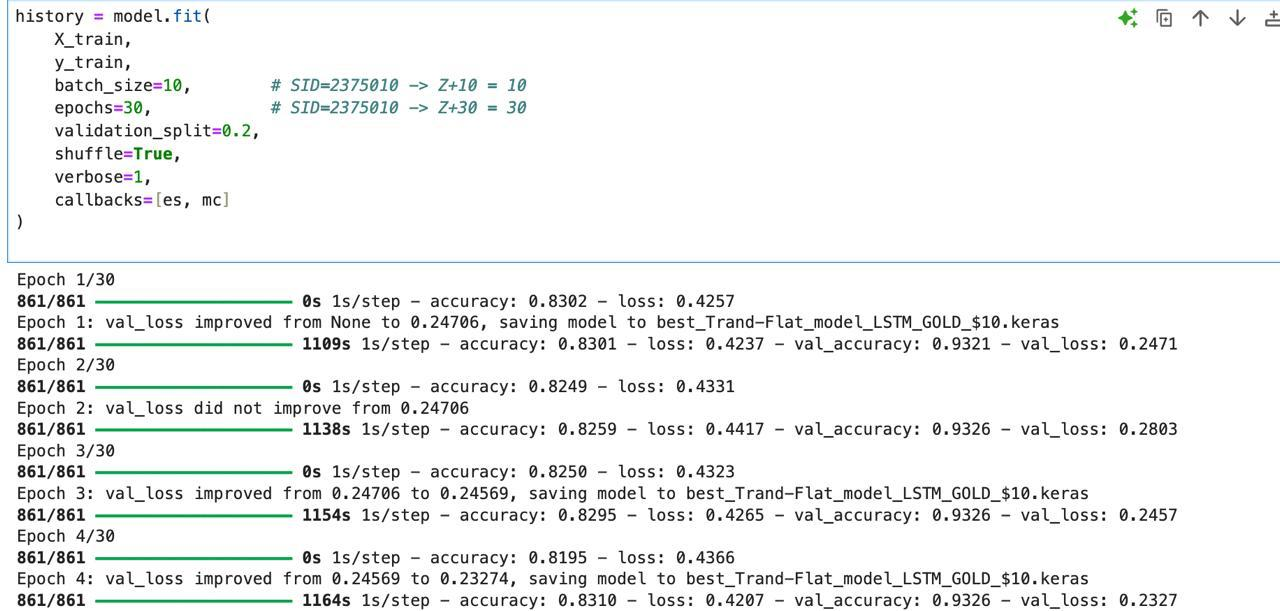 history = model.fit(
    X_train,
    y_train,
    batch_size=10,        # SID=2375010 -> Z+10 = 10
    epochs=30,            # SID=2375010 -> Z+30 = 30
    validation_split=0.2,
    shuffle=True,
    verbose=1,
    callbacks=[es, mc]
)
Epoch 1/30
861/861 ━━━━━━━━━━━━━━━━━━━━ 0s 1s/step - accuracy: 0.8302 - loss: 0.4257
Epoch 1: val_loss improved from None to 0.24706, saving model to best_Trand-Flat_model_LSTM_GOLD_$10.keras
861/861 ━━━━━━━━━━━━━━━━━━━━ 1109s 1s/step - accuracy: 0.8301 - loss: 0.4237 - val_accuracy: 0.9321 - val_loss: 0.2471
Epoch 2/30
861/861 ━━━━━━━━━━━━━━━━━━━━ 0s 1s/step - accuracy: 0.8249 - loss: 0.4331
Epoch 2: val_loss did not improve from 0.24706
861/861 ━━━━━━━━━━━━━━━━━━━━ 1138s 1s/step - accuracy: 0.8259 - loss: 0.4417 - val_accuracy: 0.9326 - val_loss: 0.2803
Epoch 3/30
861/861 ━━━━━━━━━━━━━━━━━━━━ 0s 1s/step - accuracy: 0.8250 - loss: 0.4323
Epoch 3: val_loss improved from 0.24706 to 0.24569, saving model to best_Trand-Flat_model_LSTM_GOLD_$10.keras
861/861 ━━━━━━━━━━━━━━━━━━━━ 1154s 1s/step - accuracy: 0.8295 - loss: 0.4265 - val_accuracy: 0.9326 - val_loss: 0.2457
Epoch 4/30
861/861 ━━━━━━━━━━━━━━━━━━━━ 0s 1s/step - accuracy: 0.8195 - loss: 0.4366
Epoch 4: val_loss improved from 0.24569 to 0.23274, saving model to best_Trand-Flat_model_LSTM_GOLD_$10.keras
861/861 ━━━━━━━━━━━━━━━━━━━━ 1164s 1s/step - accuracy: 0.8310 - loss: 0.4207 - val_accuracy: 0.9326 - val_loss: 0.2327